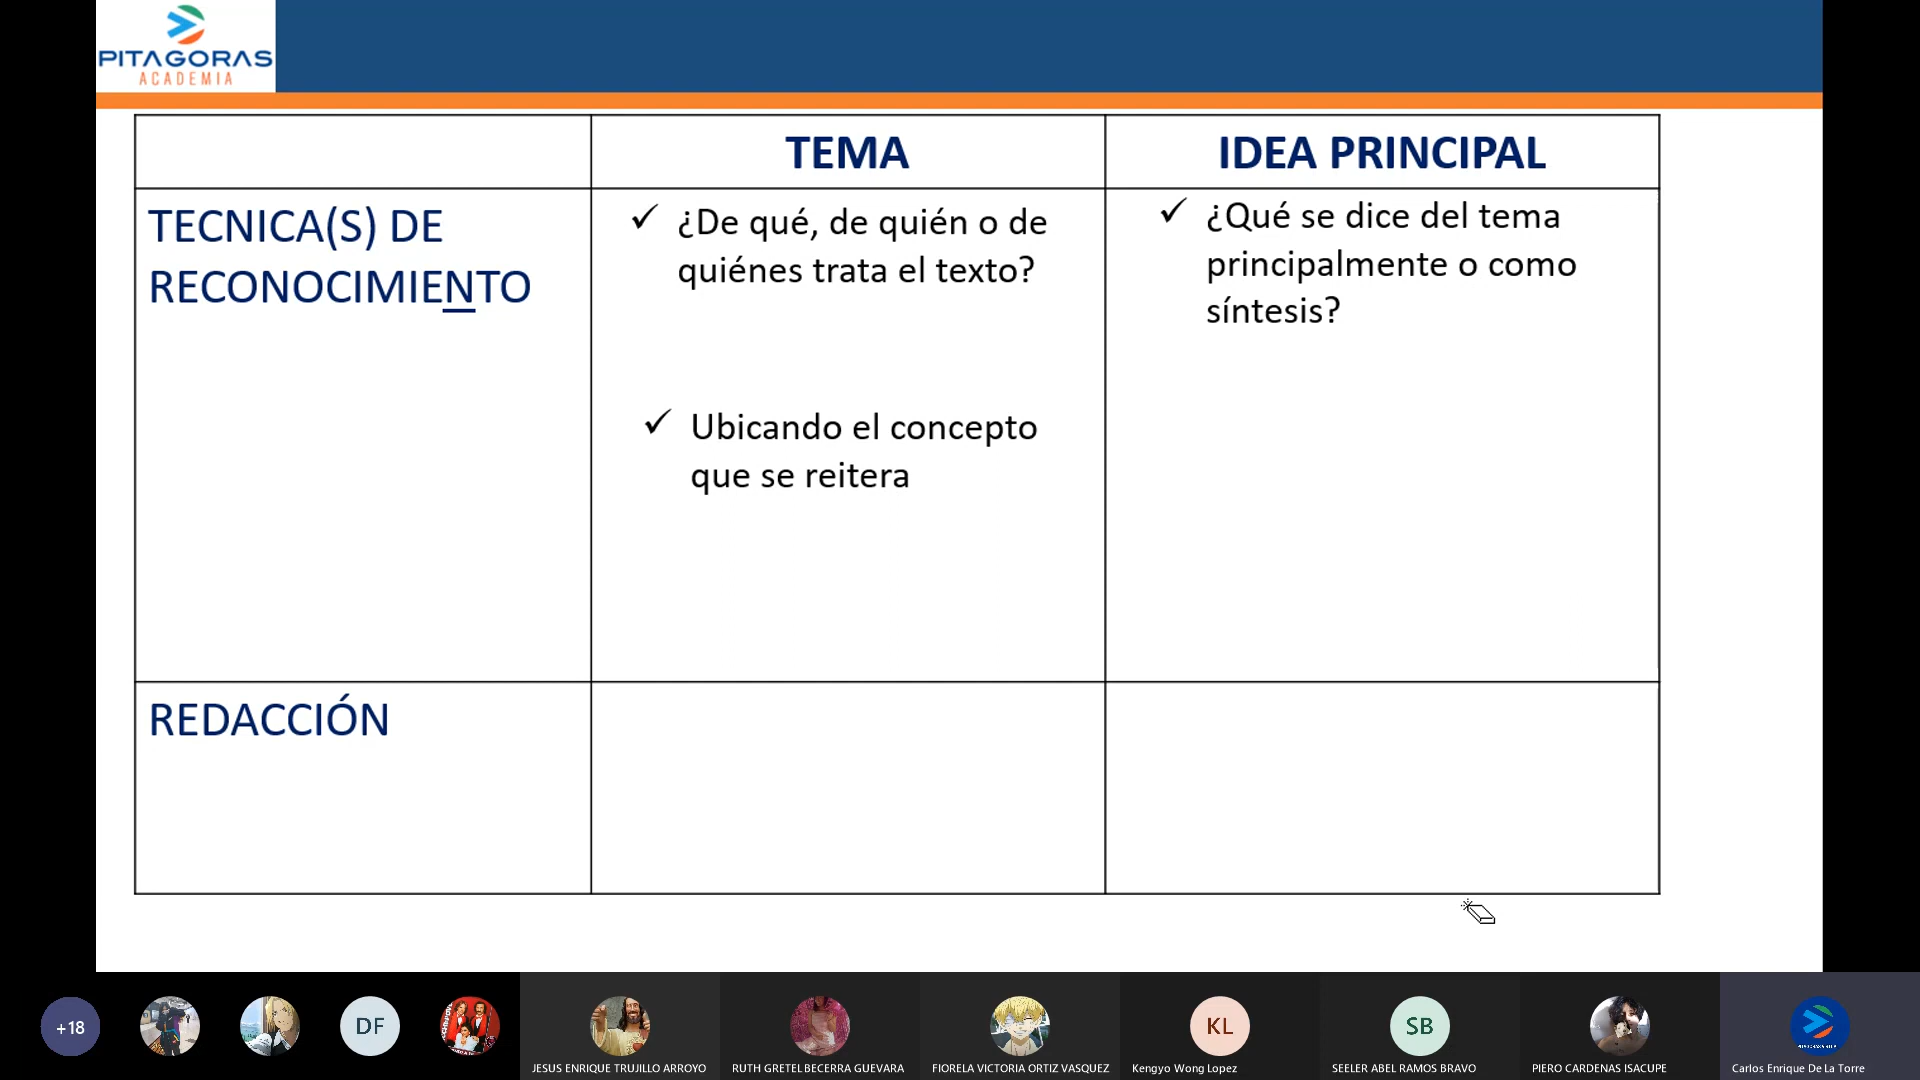 PITAGORAS
ACADEMIA
TEMA
IDEA PRINCIPAL
TECNICA(S) DE
RECONOCIMIENTO
✓ ¿De qué, de quién o de
quiénes trata el texto?
✓ Ubicando el concepto
que se reitera
✓ ¿Qué se dice del tema
principalmente o como
síntesis?
REDACCIÓN
+18
DF
KL
SB
JESUS ENRIQUE TRUJILLO ARROYO
RUTH GRETEL BECERRA GUEVARA
FIORELA VICTORIA ORTIZ VASQUEZ
Kengyo Wong Lopez
SEELER ABEL RAMOS BRAVO
PIERO CARDENAS ISACUPE
Carlos Enrique De La Torre